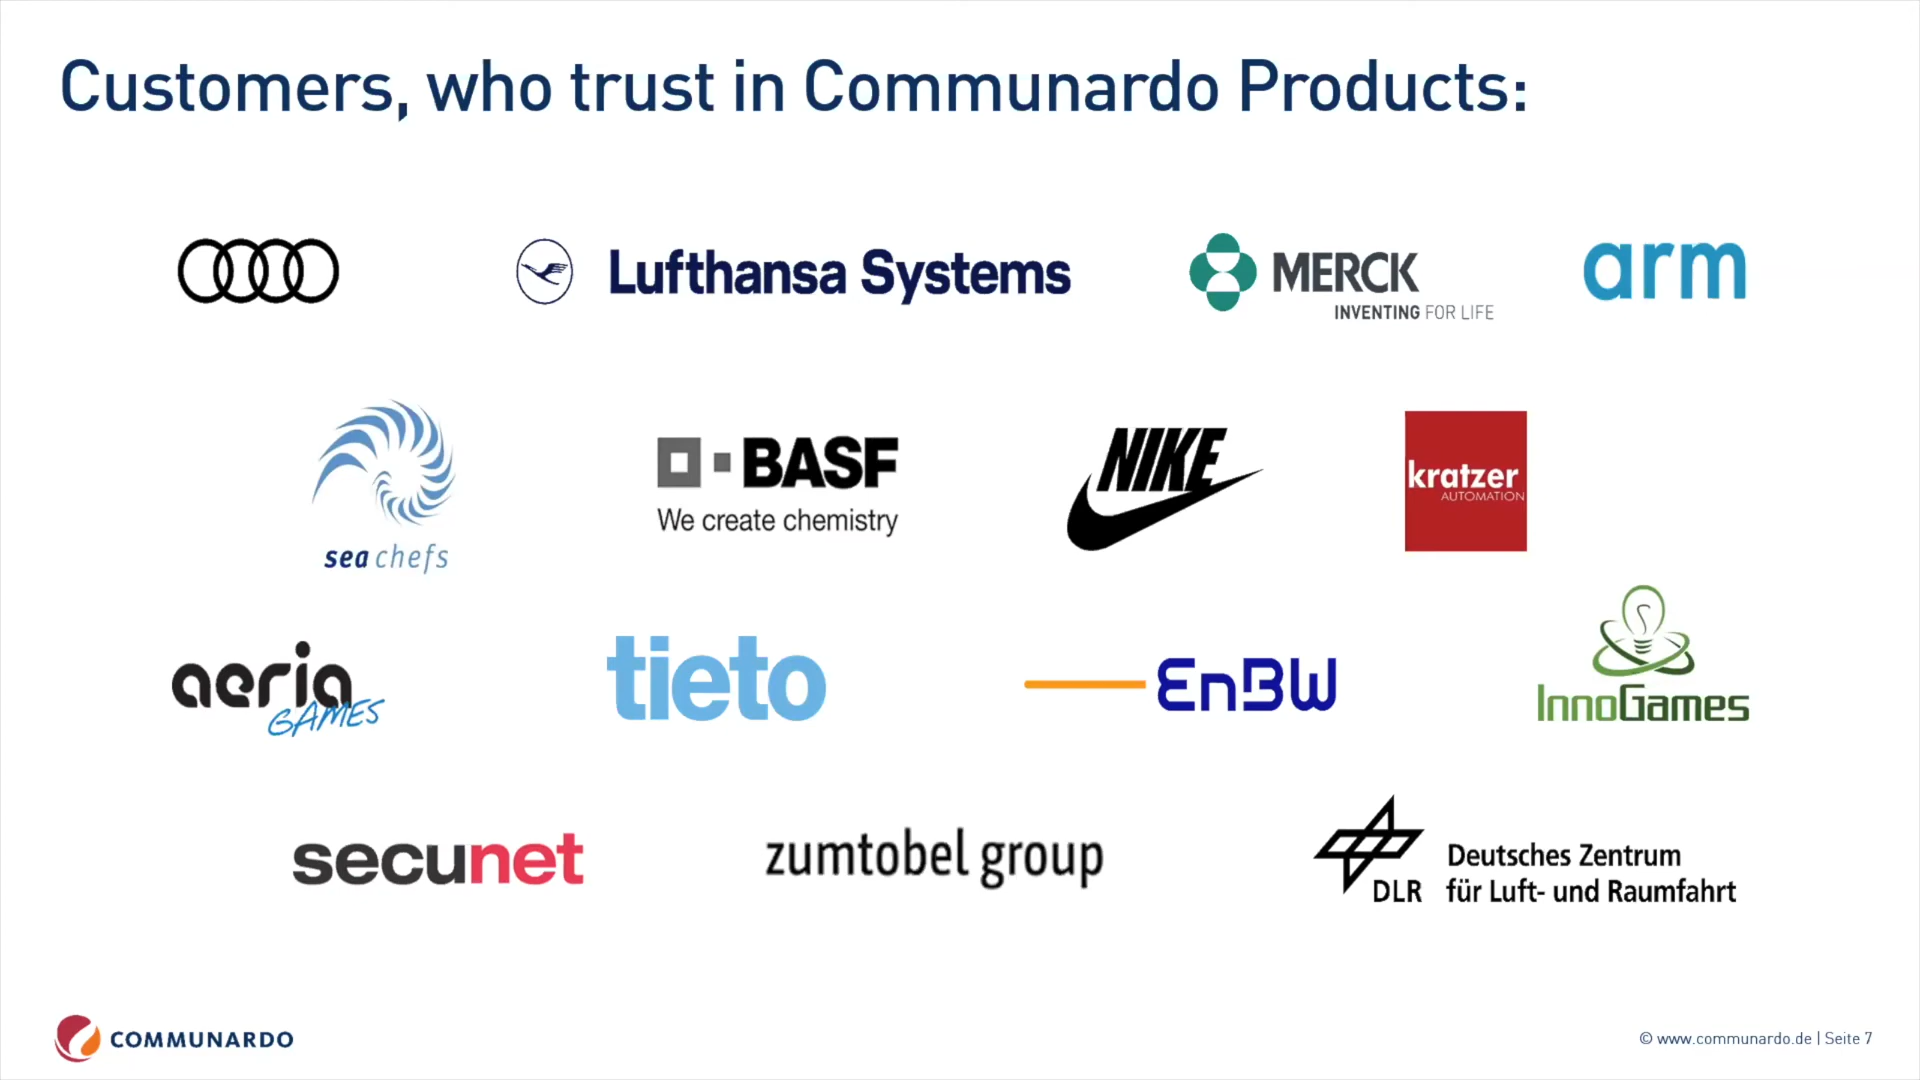 Customers, who trust in Communardo Products:
Lufthansa Systems
MERCK
INVENTING FOR LIFE
arm
sea chefs
BASF
We create chemistry
NIKE
kratzer
AUTOMATION
aeria
GAMES
tieto
EnBW
InnoGames
secunet
zumtobel group
DLR
Deutsches Zentrum
für Luft- und Raumfahrt
COMMUNARDO
© www.communardo.de | Seite 7